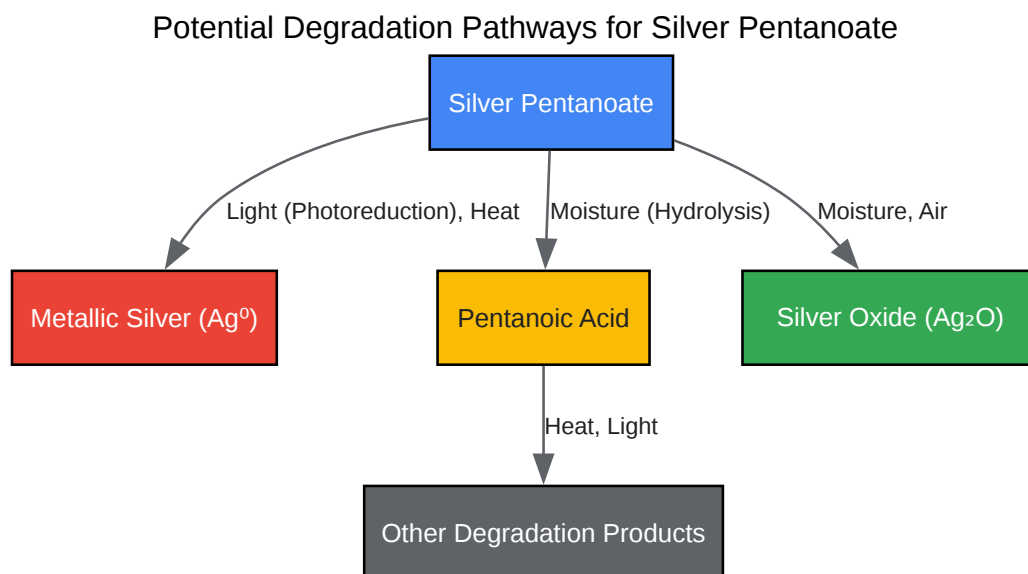 Potential Degradation Pathways for Silver Pentanoate
Silver Pentanoate
Light (Photoreduction), Heat
Moisture (Hydrolysis)
Moisture, Air
Metallic Silver (Ag⁰)
Pentanoic Acid
Silver Oxide (Ag₂O)
Heat, Light
Other Degradation Products